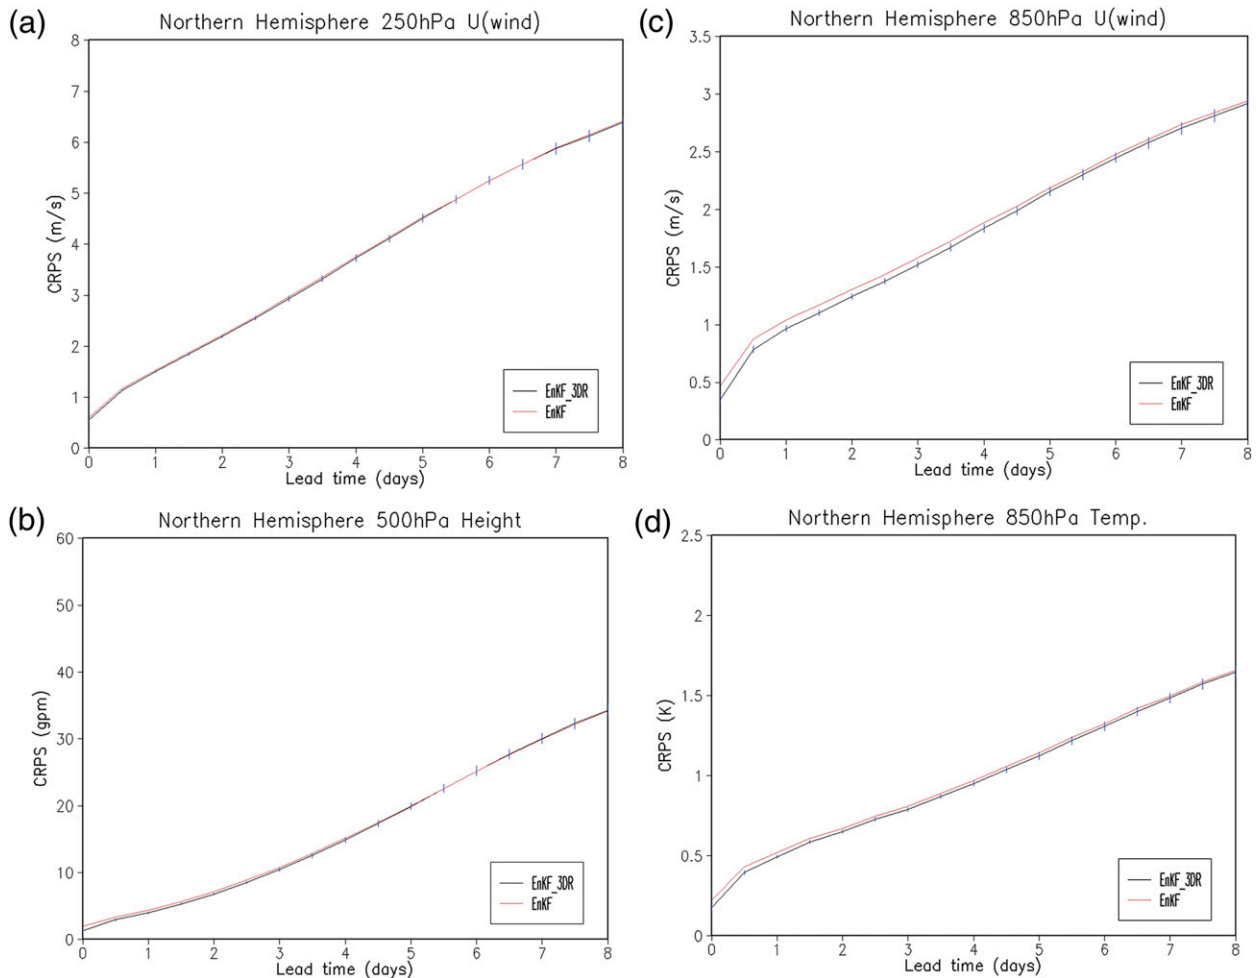 (a)
Northern Hemisphere 250hPa U(wind)
8
7
6
5
4
3
2
1
0
CRPS (m/s)
0 1 2 3 4 5 6 7 8
Lead time (days)
EnKF_3DR
EnKF
(c)
Northern Hemisphere 850hPa U(wind)
3.5
3
2.5
2
1.5
1
0.5
0
CRPS (m/s)
0 1 2 3 4 5 6 7 8
Lead time (days)
EnKF_3DR
EnKF
(b)
Northern Hemisphere 500hPa Height
60
50
40
30
20
10
0
CRPS (gpm)
0 1 2 3 4 5 6 7 8
Lead time (days)
EnKF_3DR
EnKF
(d)
Northern Hemisphere 850hPa Temp.
2.5
2
1.5
1
0.5
0
CRPS (K)
0 1 2 3 4 5 6 7 8
Lead time (days)
EnKF_3DR
EnKF